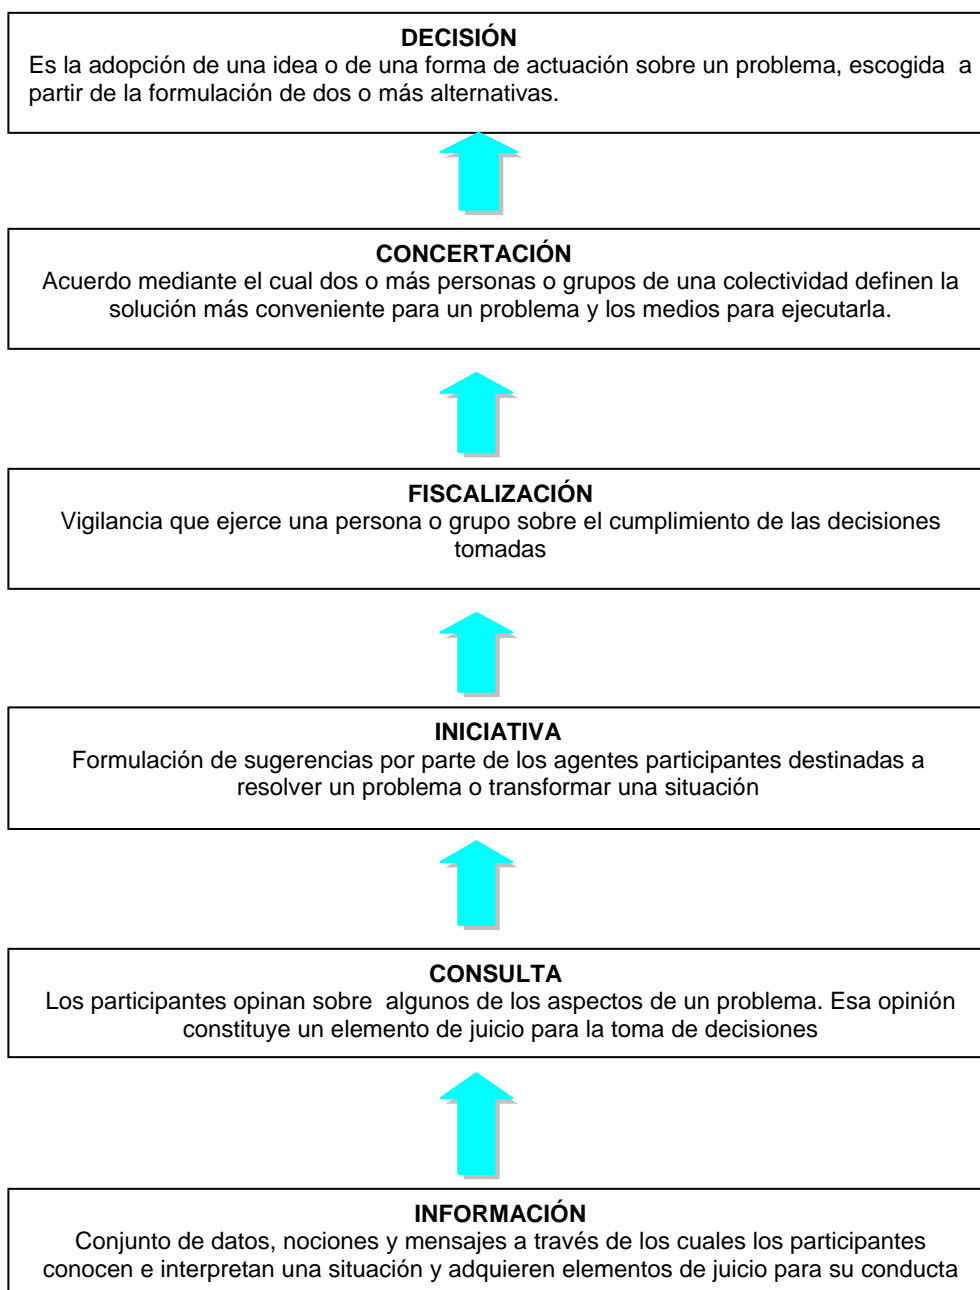 DECISIÓN
Es la adopción de una idea o de una forma de actuación sobre un problema, escogida a
partir de la formulación de dos o más alternativas.
CONCERTACIÓN
Acuerdo mediante el cual dos o más personas o grupos de una colectividad definen la
solución más conveniente para un problema y los medios para ejecutarla.
FISCALIZACIÓN
Vigilancia que ejerce una persona o grupo sobre el cumplimiento de las decisiones
tomadas
INICIATIVA
Formulación de sugerencias por parte de los agentes participantes destinadas a
resolver un problema o transformar una situación
CONSULTA
Los participantes opinan sobre algunos de los aspectos de un problema. Esa opinión
constituye un elemento de juicio para la toma de decisiones
INFORMACIÓN
Conjunto de datos, nociones y mensajes a través de los cuales los participantes
conocen e interpretan una situación y adquieren elementos de juicio para su conducta